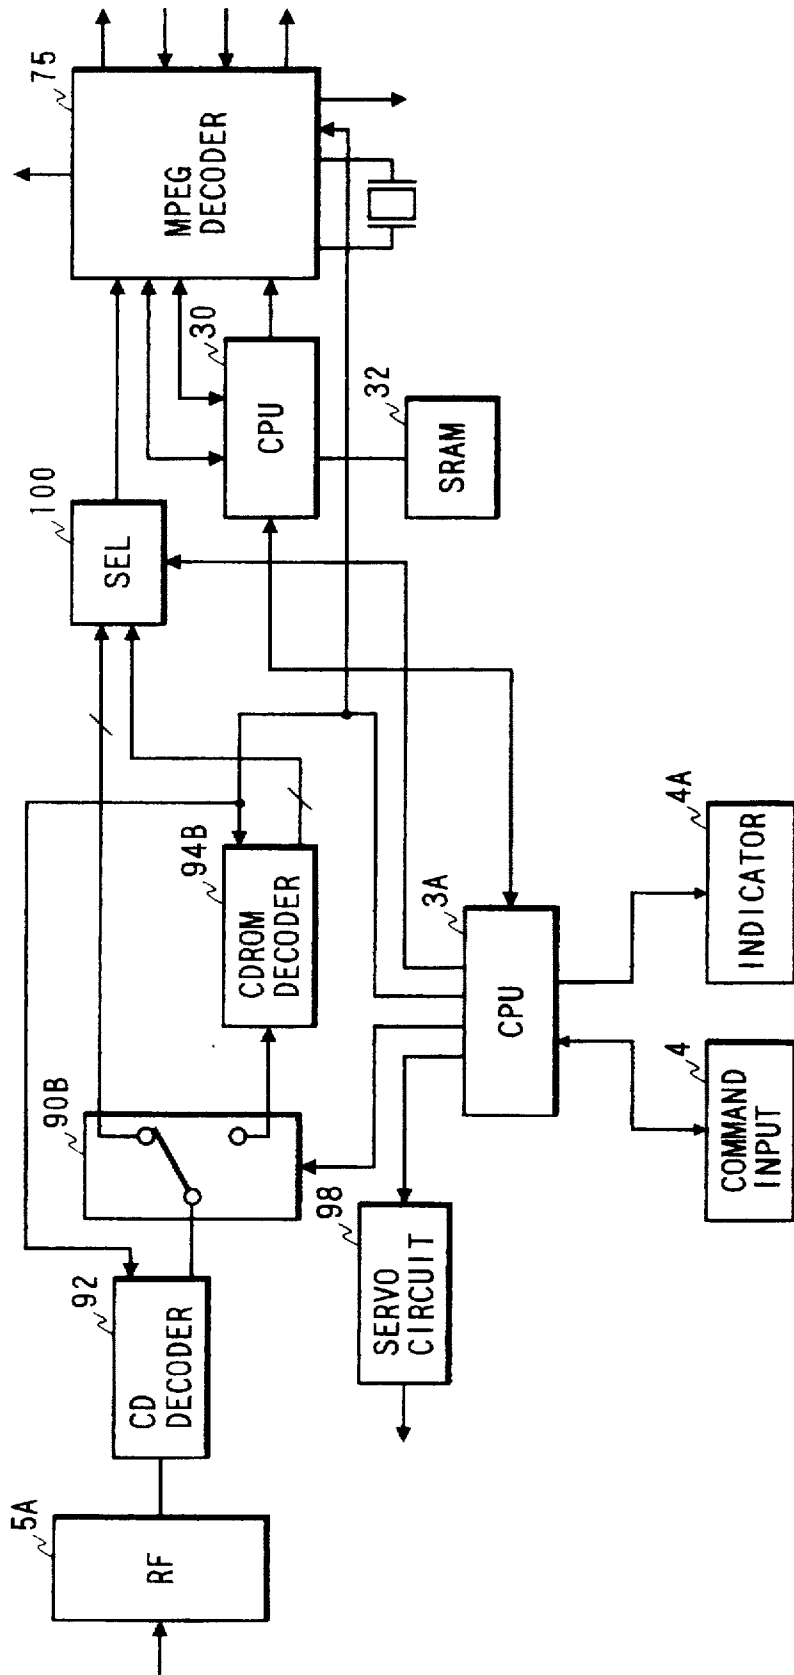 5A
RF
92
CD
DECODER
90B
94B
CDROM
DECODER
100
SEL
75
MPEG
DECODER
30
CPU
32
SRAM
98
SERVO
CIRCUIT
3A
CPU
4
COMMAND
INPUT
4A
INDICATOR